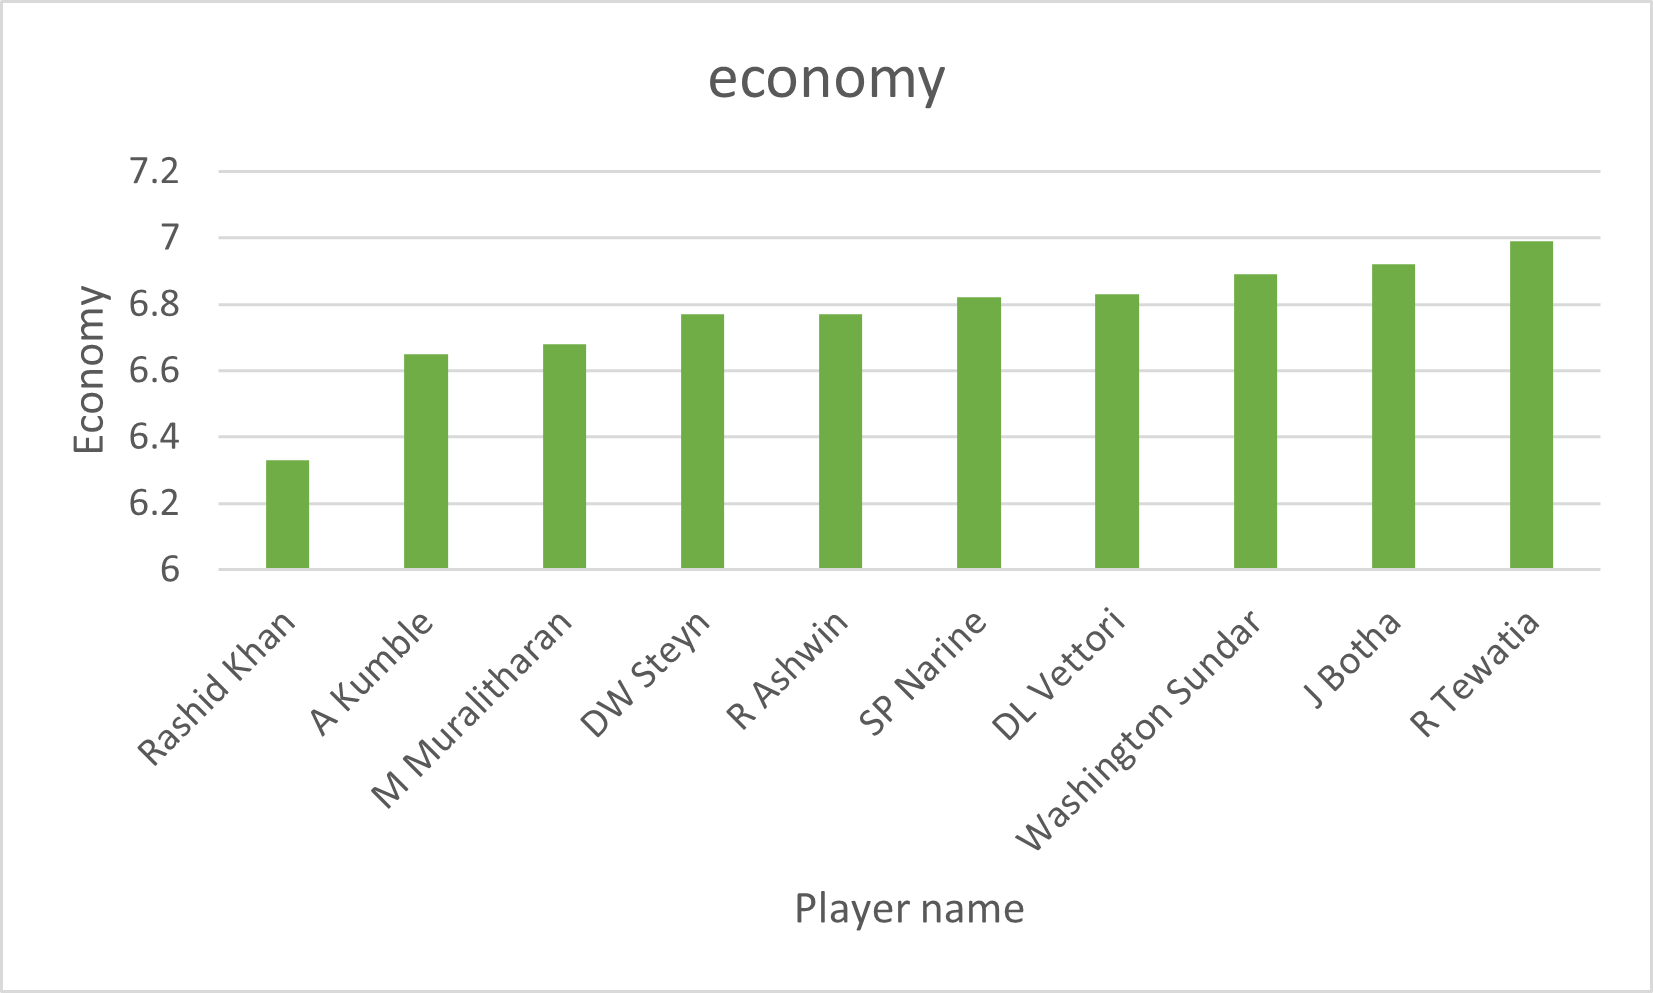 economy
7.2
7
6.8
6.6
6.4
6.2
6
Economy
Rashid Khan
A Kumble
M Muralitharan
DW Steyn
R Ashwin
SP Narine
DL Vettori
Washington Sundar
J Botha
R Tewatia
Player name